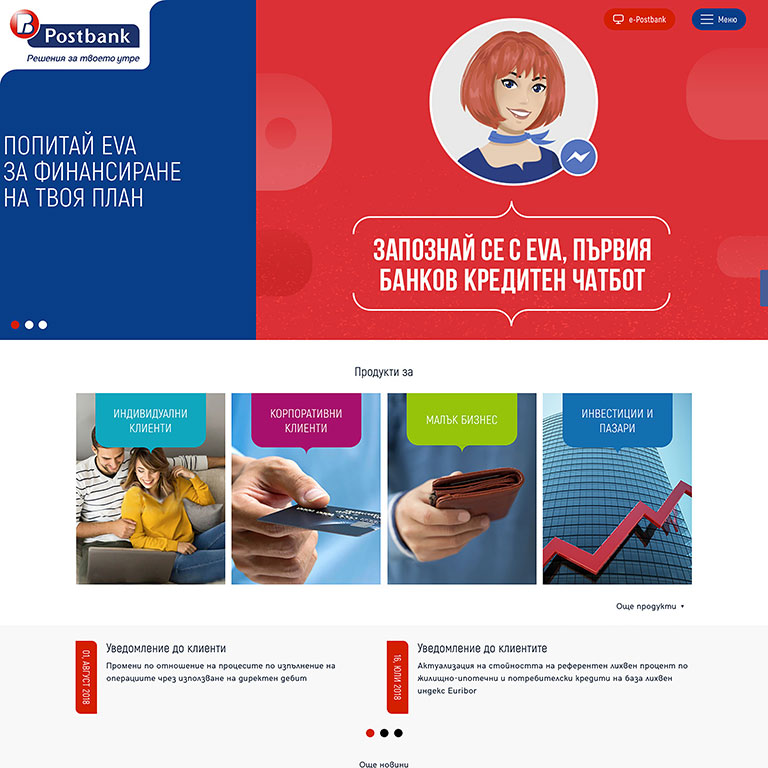 Postbank
Решения за твоето утре
e-Postbank
Меню
ПОПИТАЙ EVA
ЗА ФИНАНСИРАНЕ
НА ТВОЯ ПЛАН
ЗАПОЗНАЙ СЕ С EVA, ПЪРВИЯ
БАНКОВ КРЕДИТЕН ЧАТБОТ
Продукти за
ИНДИВИДУАЛНИ
КЛИЕНТИ
КОРПОРАТИВНИ
КЛИЕНТИ
МАЛЪК БИЗНЕС
ИНВЕСТИЦИИ И
ПАЗАРИ
Още продукти
01, АВГУСТ 2018
Уведомление до клиенти
Промени по отношение на процесите по изпълнение на
операциите чрез използване на директен дебит
16, ЮЛИ 2018
Уведомление до клиентите
Актуализация на стойността на референтен лихвен процент по
жилищно-ипотечни и потребителски кредити на база лихвен
индекс Euribor
Още новини